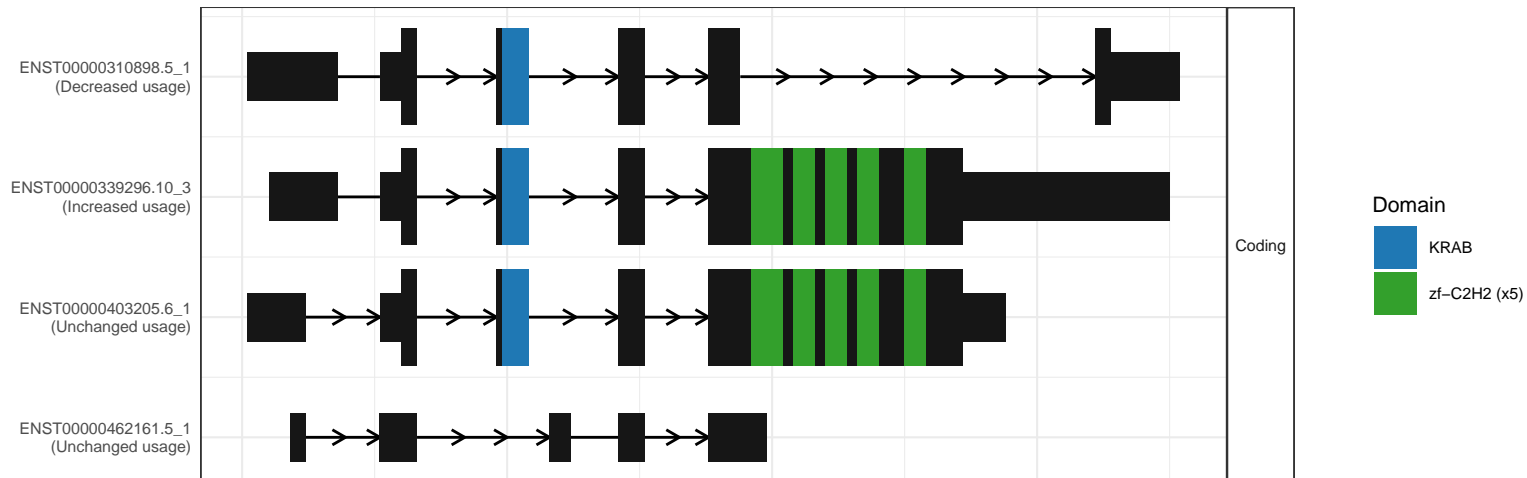 ENST00000310898.5_1
(Decreased usage)
ENST00000339296.10_3
(Increased usage)
ENST00000403205.6_1
(Unchanged usage)
ENST00000462161.5_1
(Unchanged usage)
Coding
Domain
KRAB
zf−C2H2 (x5)